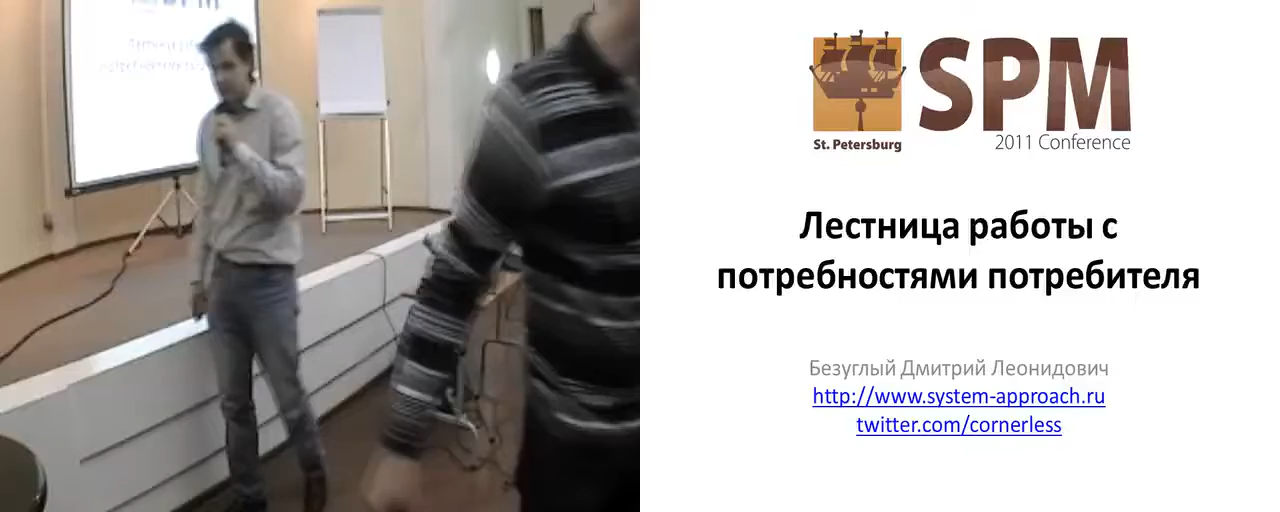 St. Petersburg
SPM
2011 Conference
Лестница работы с
потребностями потребителя
Безуглый Дмитрий Леонидович
http://www.system-approach.ru
twitter.com/cornerless